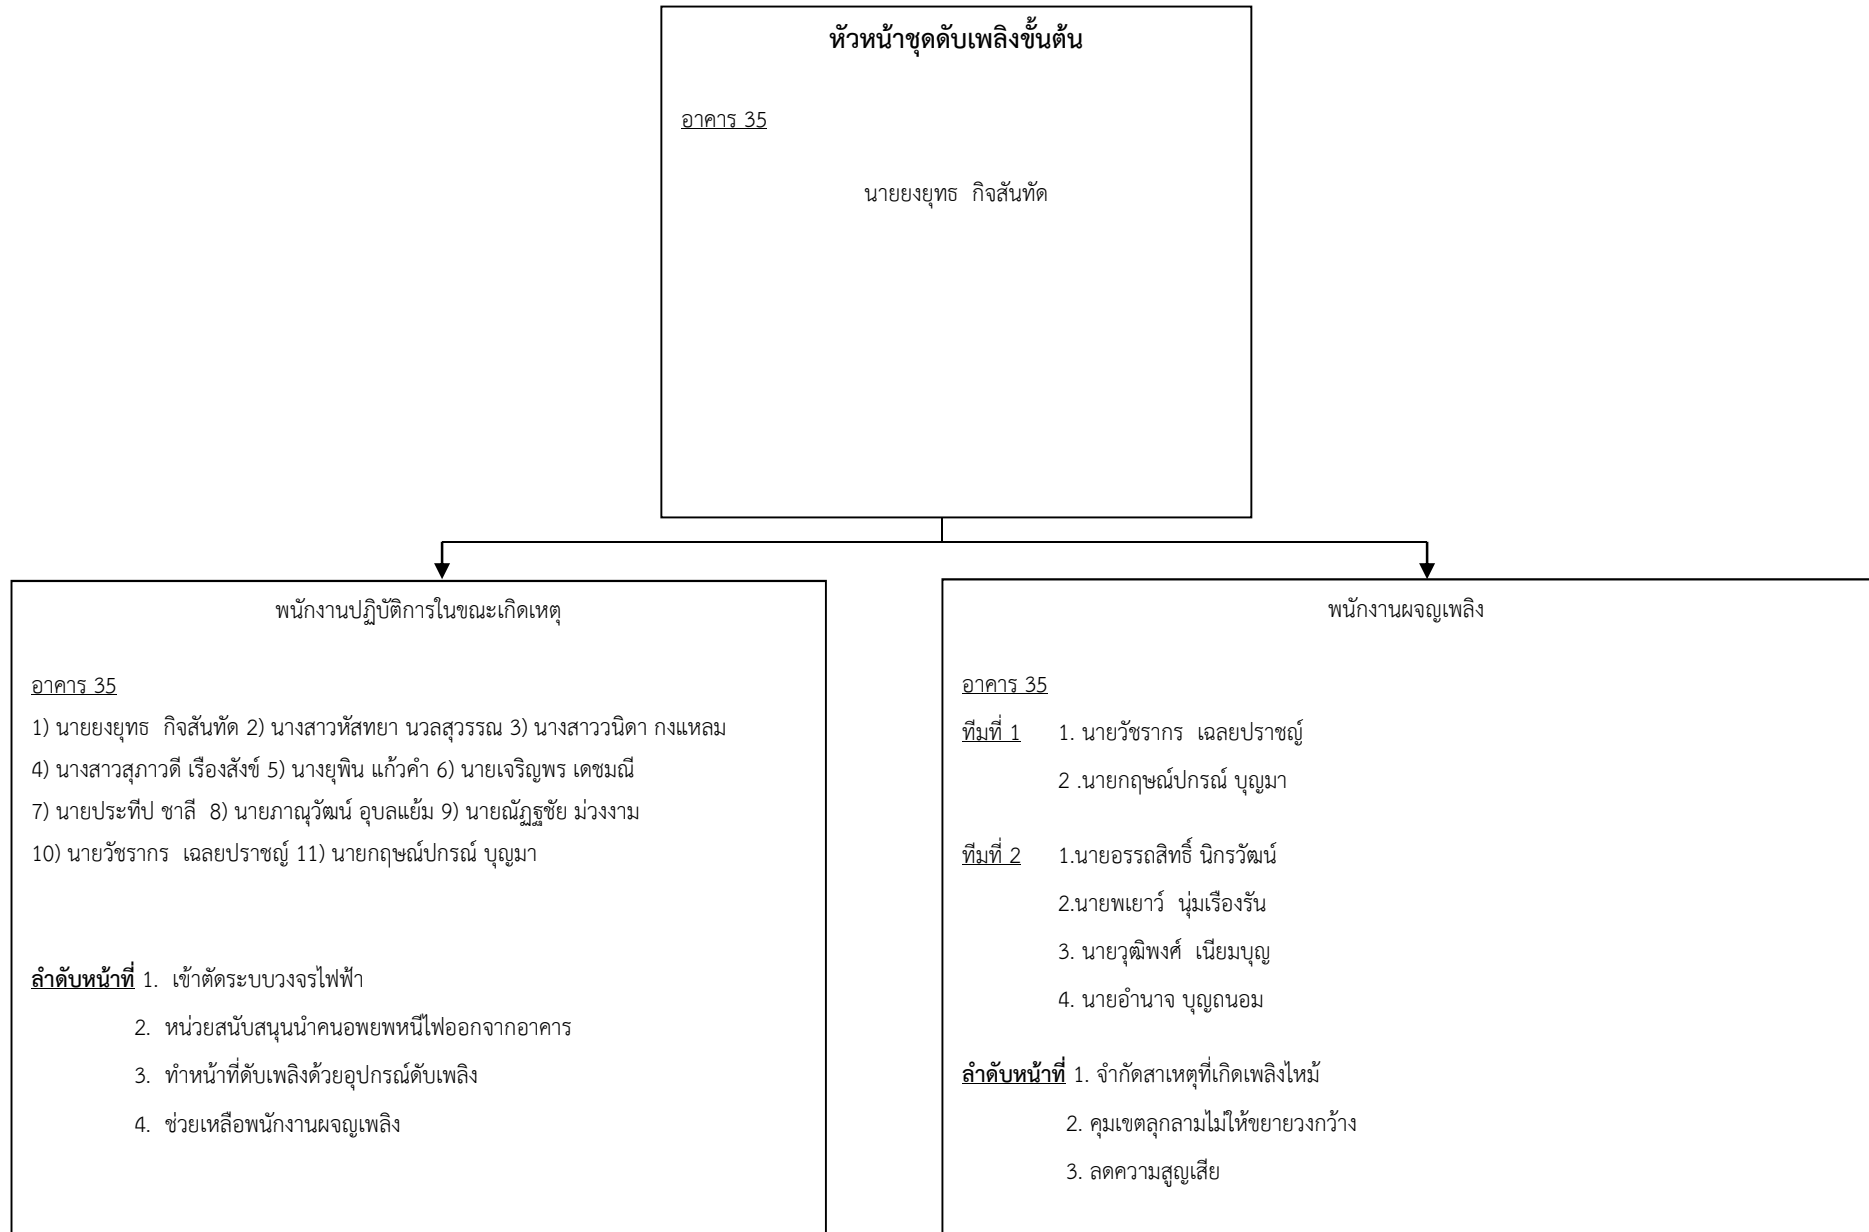 หัวหน้าชุดดับเพลิงขั้นต้น
อาคาร 35
นายยงยุทธ  กิจสันทัด
พนักงานปฏิบัติการในขณะเกิดเหตุ
อาคาร 35
1) นายยงยุทธ  กิจสันทัด 2) นางสาวหัสทยา นวลสุวรรณ 3) นางสาววนิดา กงแหลม
4) นางสาวสุภาวดี เรืองสังข์ 5) นางยุพิน แก้วคำ 6) นายเจริญพร เดชมณี
7) นายประทีป ชาลี  8) นายภาณุวัฒน์ อุบลแย้ม 9) นายณัฏฐชัย ม่วงงาม
10) นายวัชรากร  เฉลยปราชญ์ 11) นายกฤษณ์ปกรณ์ บุญมา
ลำดับหน้าที่ 1.  เข้าตัดระบบวงจรไฟฟ้า
2.  หน่วยสนับสนุนนำคนอพยพหนีไฟออกจากอาคาร
3.  ทำหน้าที่ดับเพลิงด้วยอุปกรณ์ดับเพลิง
4.  ช่วยเหลือพนักงานผจญเพลิง
พนักงานผจญเพลิง
อาคาร 35
ทีมที่ 1 1. นายวัชรากร  เฉลยปราชญ์
2 .นายกฤษณ์ปกรณ์ บุญมา
ทีมที่ 2 1.นายอรรถสิทธิ์ นิกรวัฒน์
2.นายพเยาว์  นุ่มเรืองรัน
3. นายวุฒิพงศ์  เนียมบุญ
4. นายอำนาจ บุญถนอม
ลำดับหน้าที่ 1. จำกัดสาเหตุที่เกิดเพลิงไหม้
2. คุมเขตลุกลามไม่ให้ขยายวงกว้าง
3. ลดความสูญเสีย